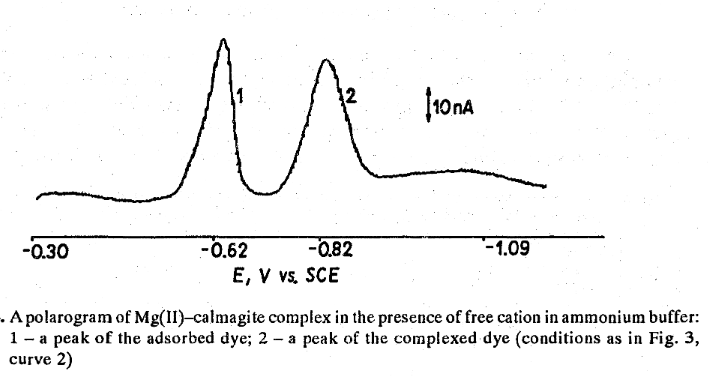 1
2
10nA
-0.30
-0.62
-0.82
-1.09
E, V vs. SCE
. A polarogram of Mg(II)–calmagite complex in the presence of free cation in ammonium buffer:
1 – a peak of the adsorbed dye; 2 – a peak of the complexed dye (conditions as in Fig. 3,
curve 2)